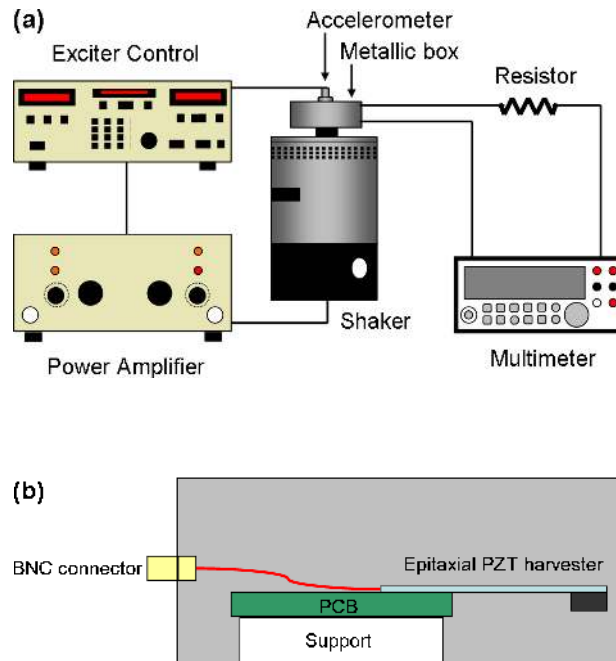 (a)
Accelerometer
Exciter Control
Metallic box
Resistor
Shaker
Power Amplifier
Multimeter
(b)
BNC connector
Epitaxial PZT harvester
PCB
Support